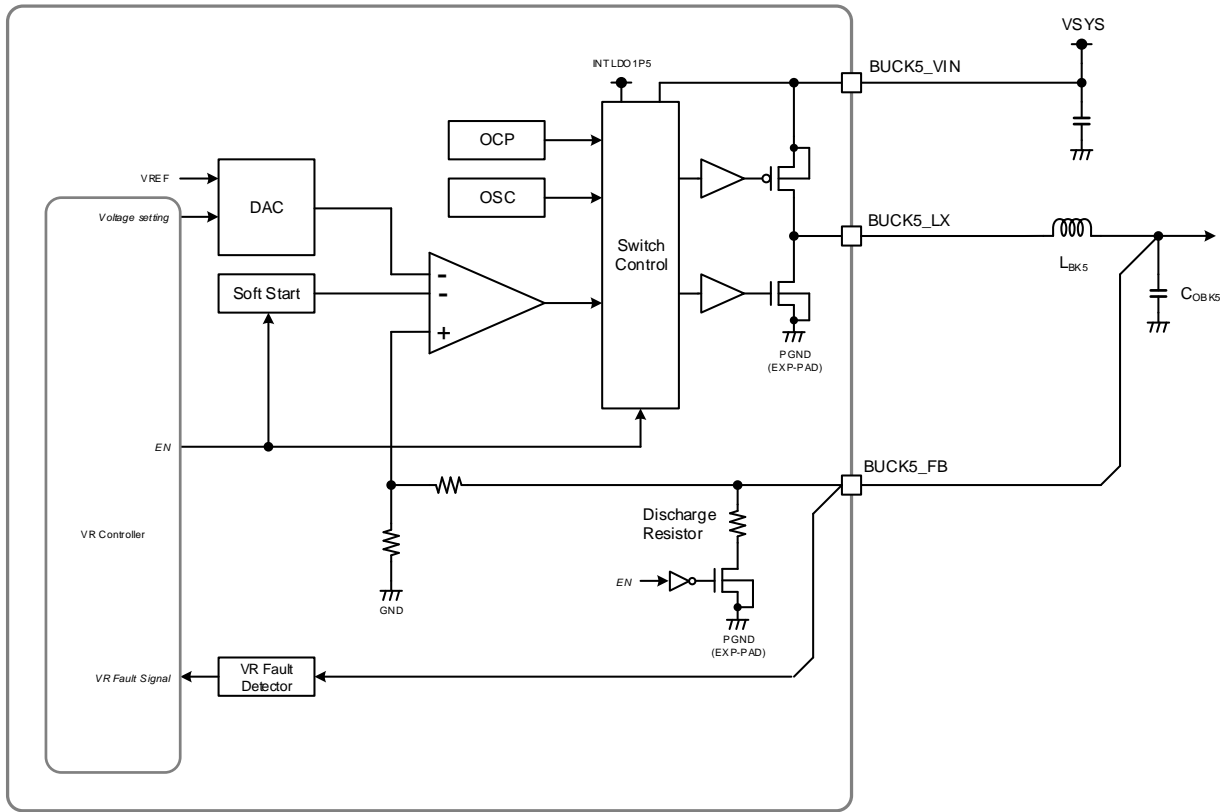 VSYS
INTLDO1P5
BUCK5_VIN
OCP
VREF
DAC
OSC
Voltage setting
BUCK5_LX
Switch
Control
LBK5
Soft Start
-
-
+
COBK5
PGND
(EXP-PAD)
EN
BUCK5_FB
Discharge
Resistor
VR Controller
EN
GND
PGND
(EXP-PAD)
VR Fault Signal
VR Fault
Detector